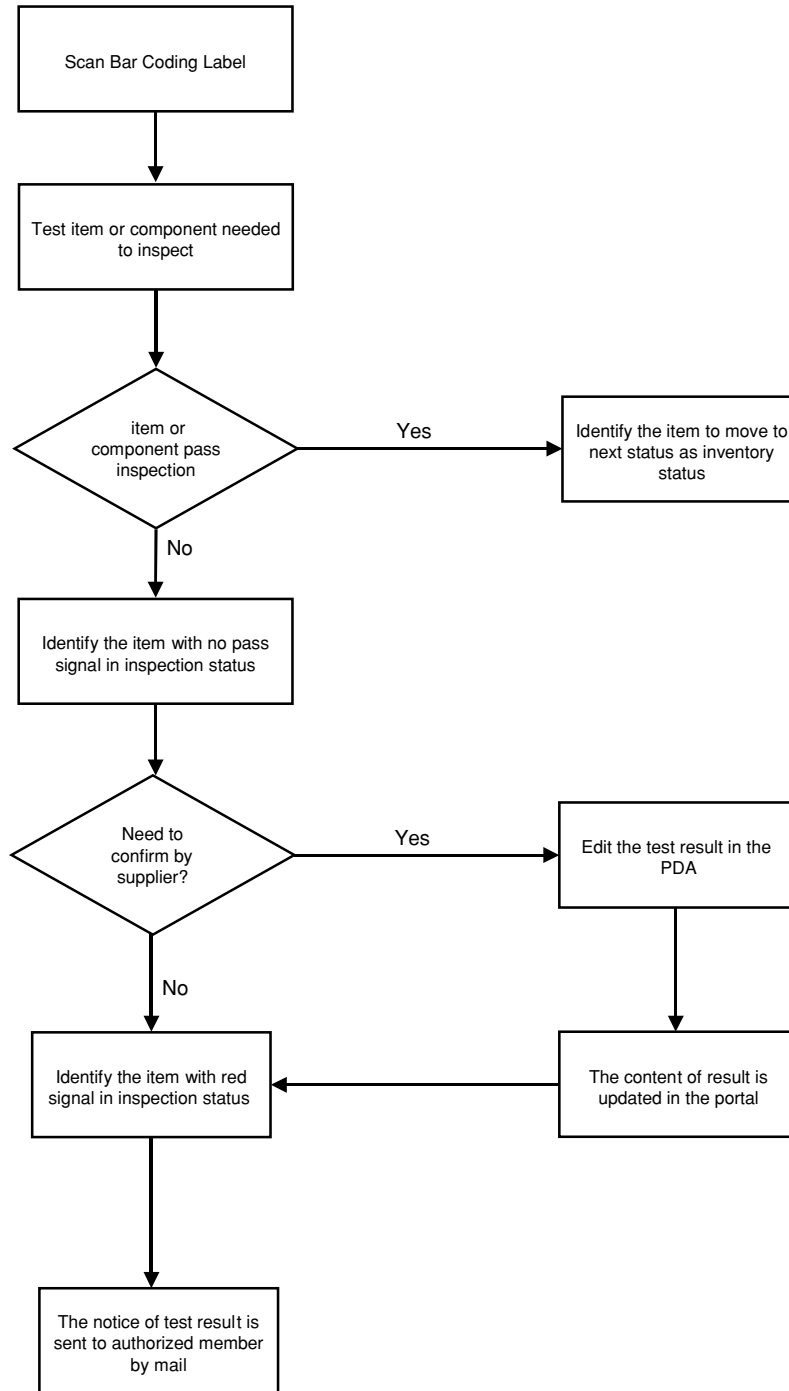 Scan Bar Coding Label
Test item or component needed
to inspect
item or
component pass
inspection
Yes
Identify the item to move to
next status as inventory
status
No
Identify the item with no pass
signal in inspection status
Need to
confirm by
supplier?
Yes
Edit the test result in the
PDA
No
Identify the item with red
signal in inspection status
The content of result is
updated in the portal
The notice of test result is
sent to authorized member
by mail